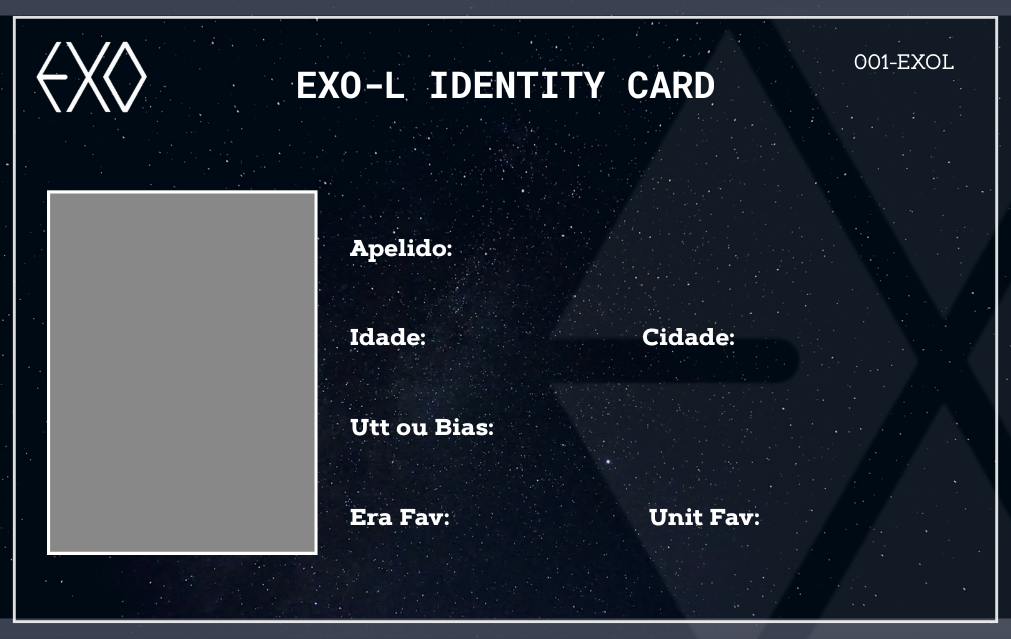 EXO
001-EXOL
EXO-L IDENTITY CARD
Apelido:
Idade:
Cidade:
Utt ou Bias:
Era Fav:
Unit Fav: